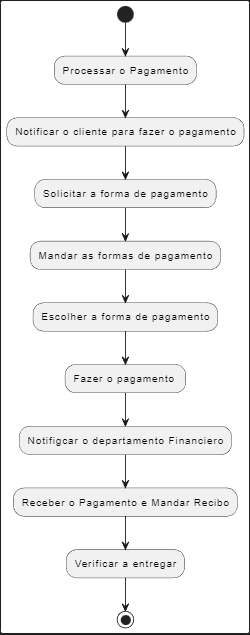 Processar o Pagamento
Notificar o cliente para fazer o pagamento
Solicitar a forma de pagamento
Mandar as formas de pagamento
Escolher a forma de pagamento
Fazer o pagamento
Notifigcar o departamento Financiero
Receber o Pagamento e Mandar Recibo
Verificar a entregar